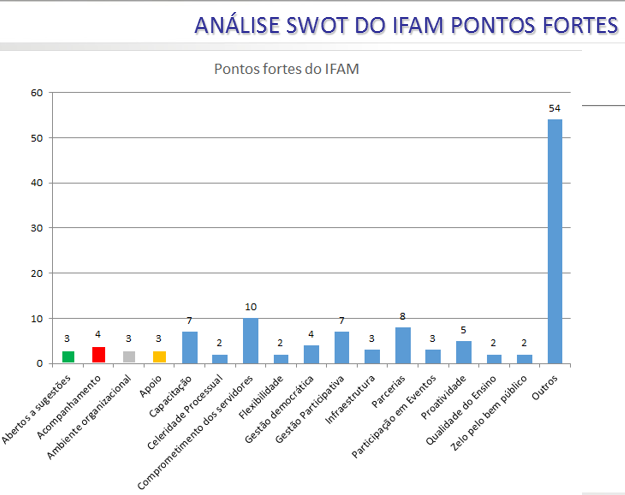 ANÁLISE SWOT DO IFAM PONTOS FORTES
Pontos fortes do IFAM
60
50
40
30
20
10
0
3
4
3
3
7
2
10
2
4
7
3
8
3
5
2
2
54
Abertos a sugestões
Acompanhamento
Ambiente organizacional
Apoio
Capacitação
Celeridade Processual
Comprometimento dos servidores
Flexibilidade
Gestão democrática
Gestão Participativa
Infraestrutura
Parcerias
Participação em Eventos
Proatividade
Qualidade do Ensino
Zelo pelo bem público
Outros